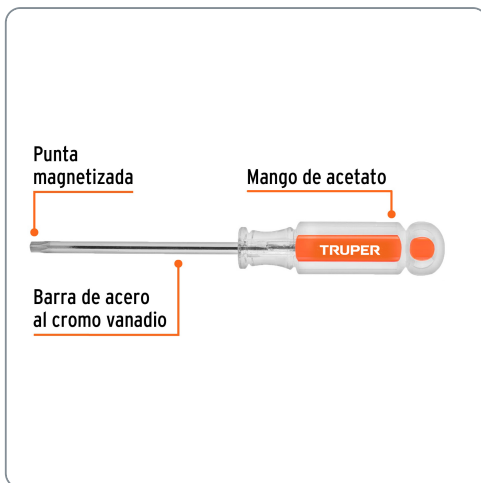 Punta
magnetizada
Mango de acetato
TRUPER
Barra de acero
al cromo vanadio